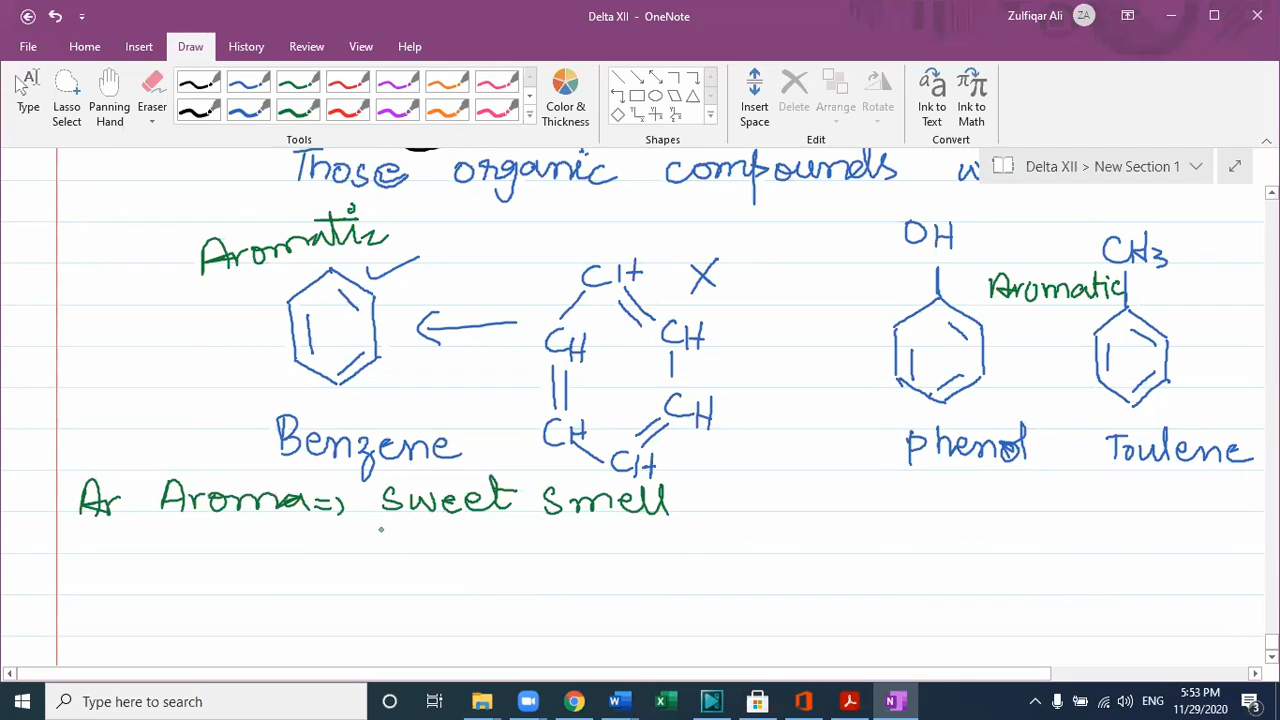 Delta XII - OneNote
Zulfiqar Ali ZA
File Home Insert Draw History Review View Help
Type Lasso Select Panning Hand Eraser Color & Thickness Insert Space Delete Arrange Rotate Ink to Text Ink to Math
Tools Shapes Edit Convert
Delta XII > New Section 1
Those organic compounds
Aromatic
OH
CH3
Aromatic
CH X
CH CH
CH CH
CH
Benzene
phenol Toulene
Ar Aroma => sweet smell
Type here to search
ENG
5:53 PM
11/29/2020
3